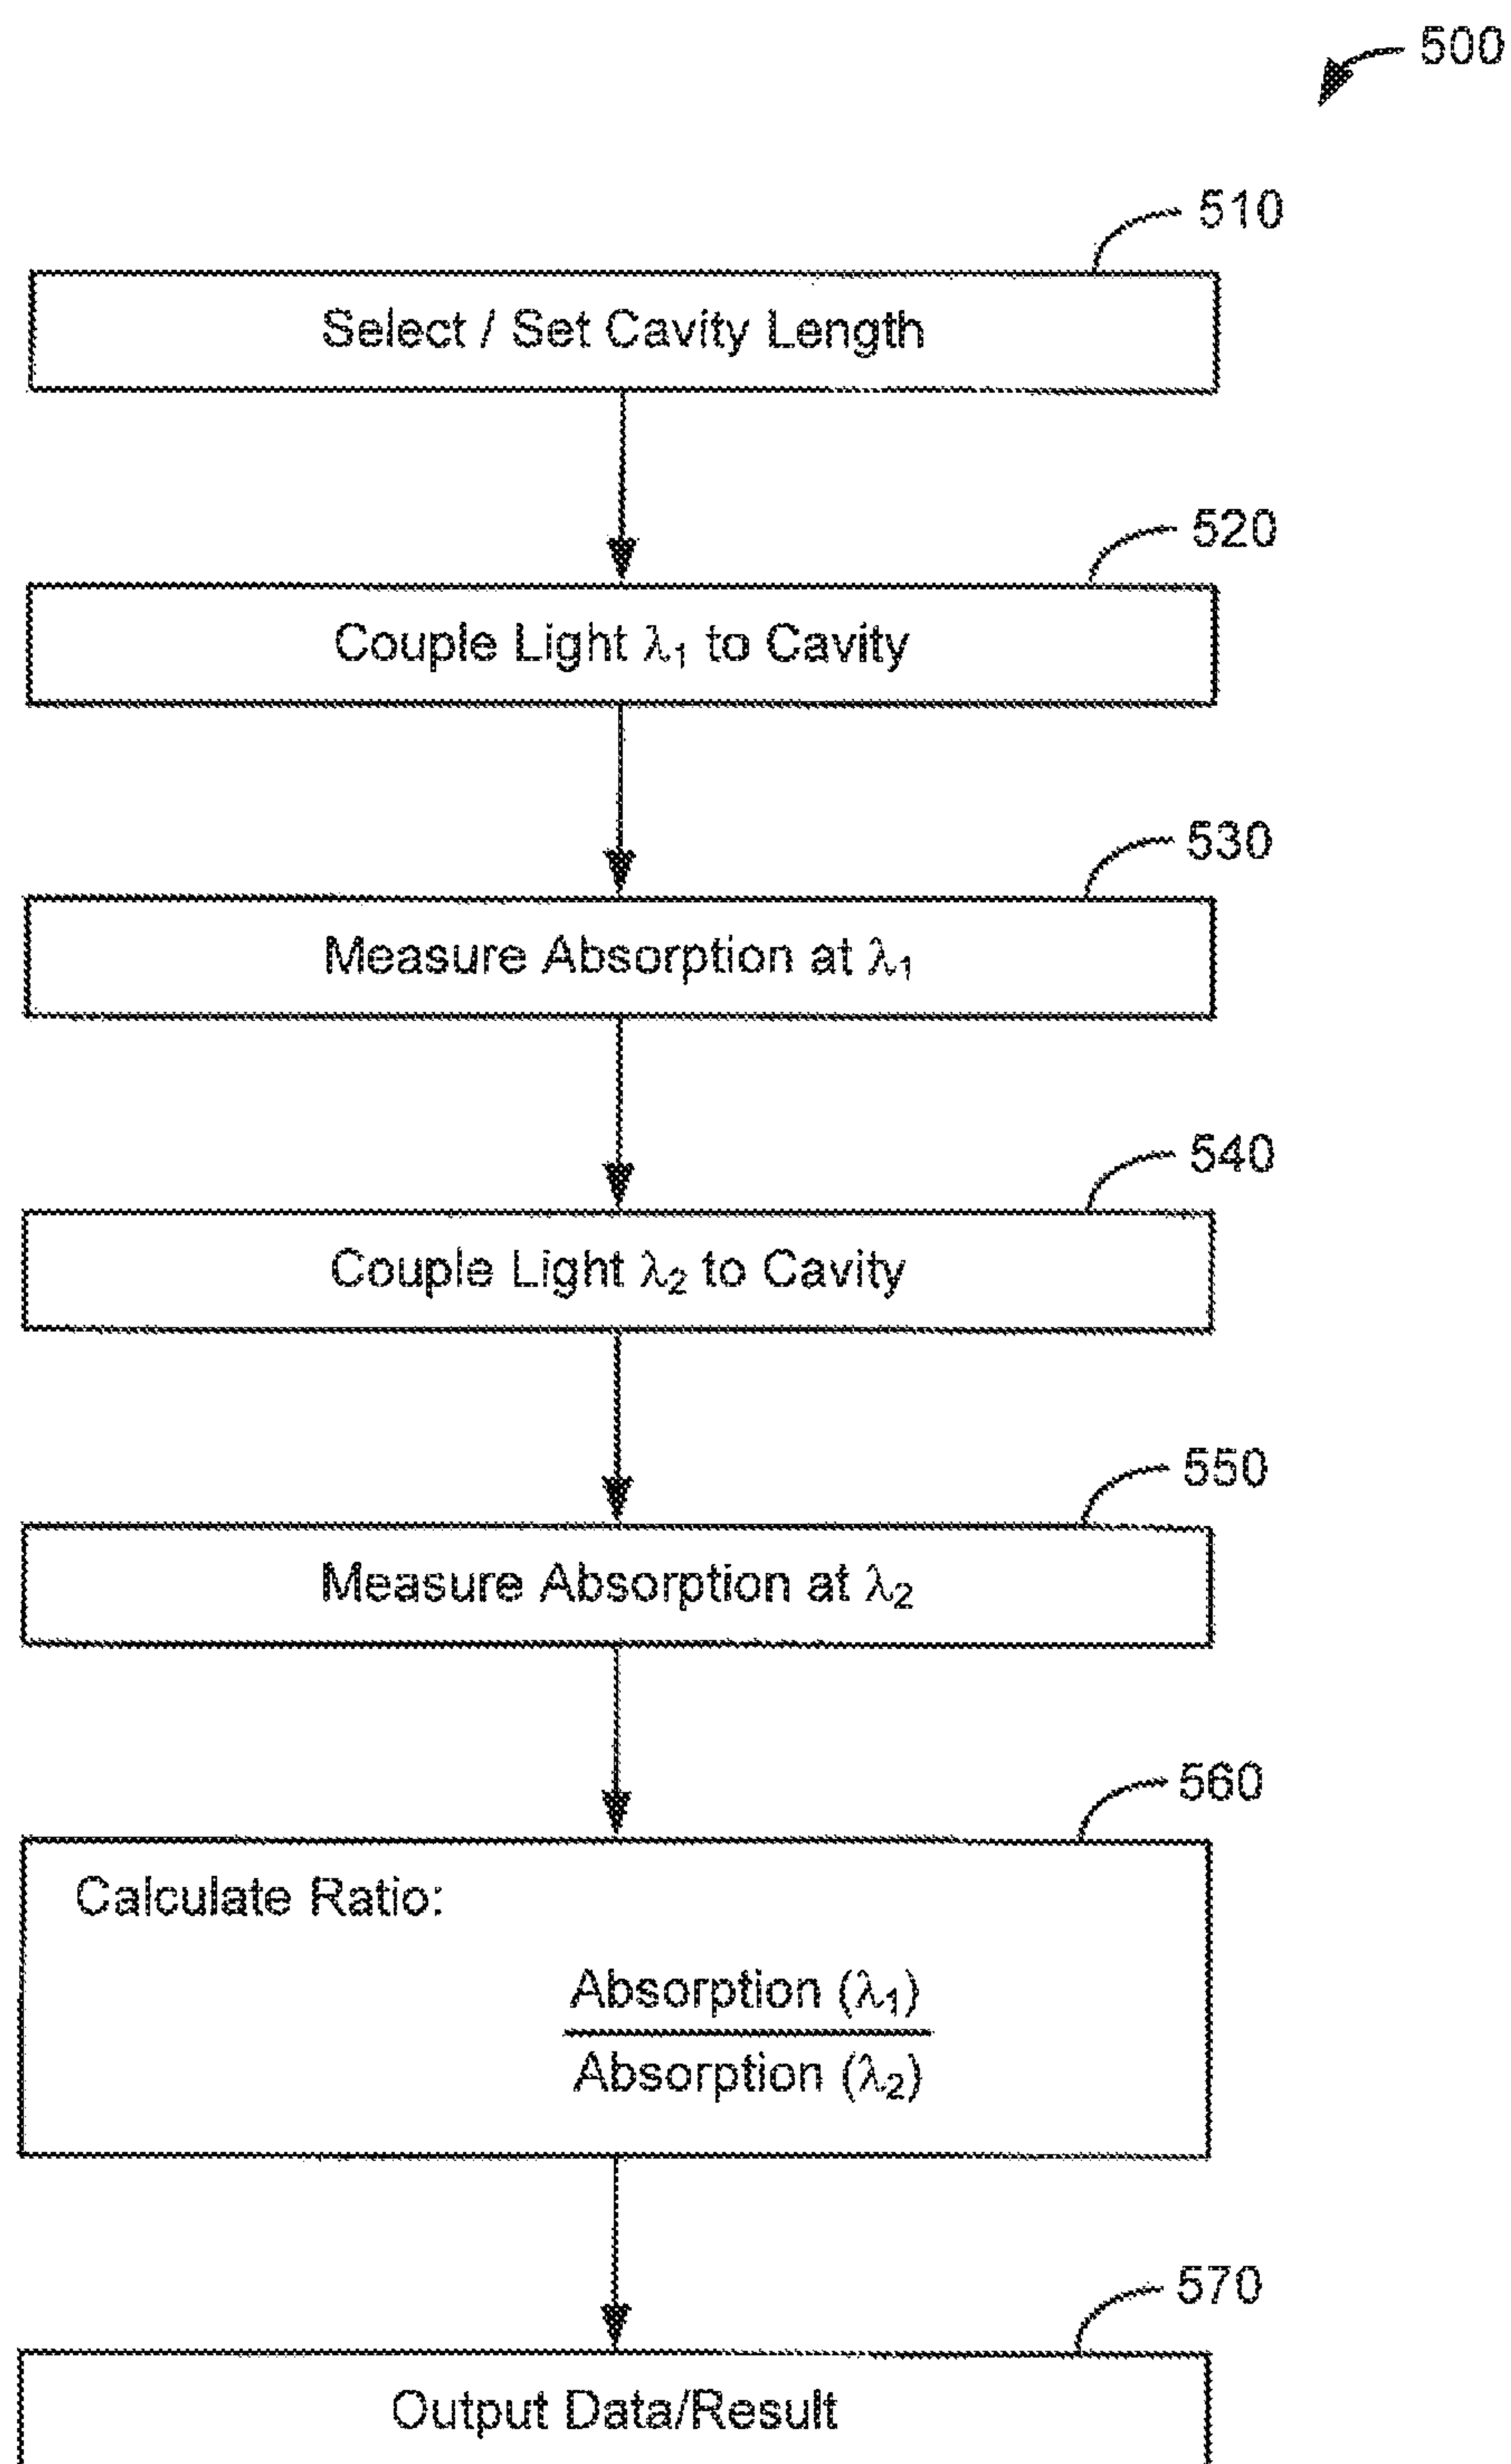 500
510
Select / Set Cavity Length
520
Couple Light λ₁ to Cavity
530
Measure Absorption at λ₁
540
Couple Light λ₂ to Cavity
550
Measure Absorption at λ₂
560
Calculate Ratio:
Absorption (λ₁)
Absorption (λ₂)
570
Output Data/Result